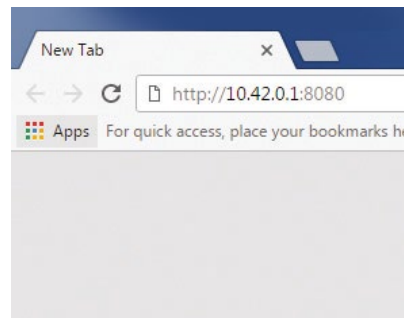 New Tab
http://10.42.0.1:8080
Apps For quick access, place your bookmarks